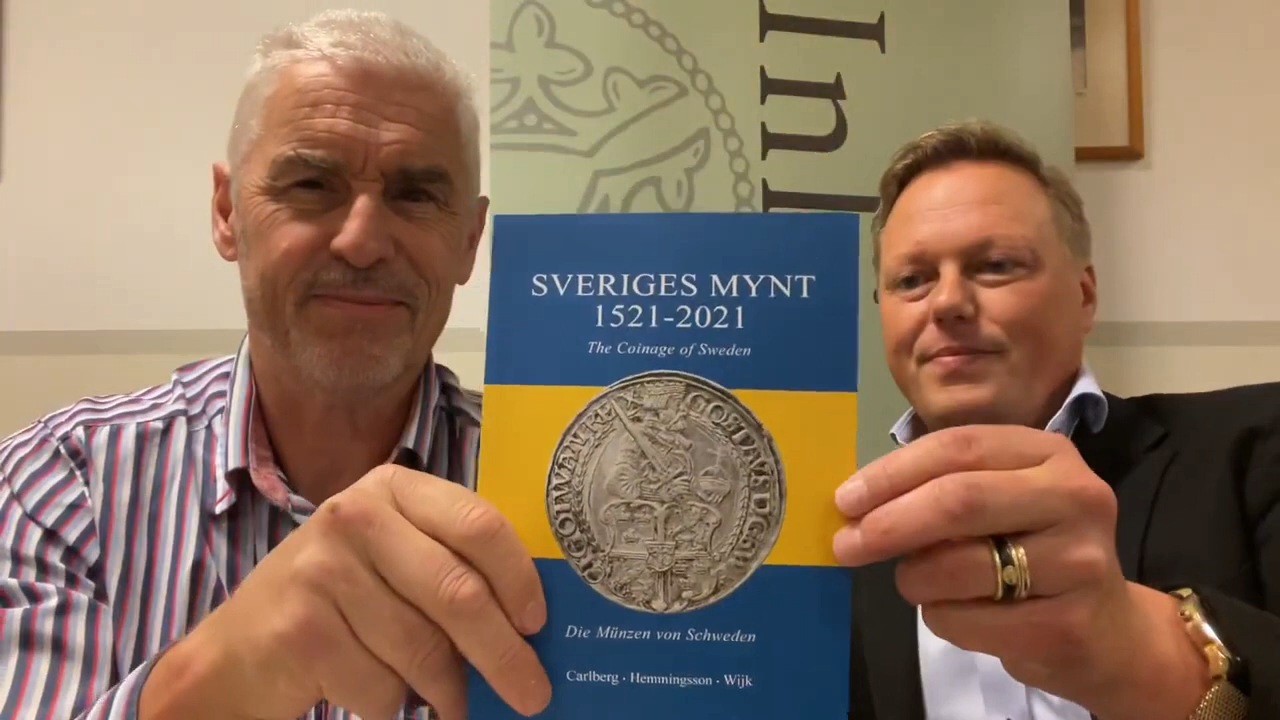 SVERIGES MYNT
1521-2021
The Coinage of Sweden
Die Münzen von Schweden
Carlberg · Hemmingsson · Wijk